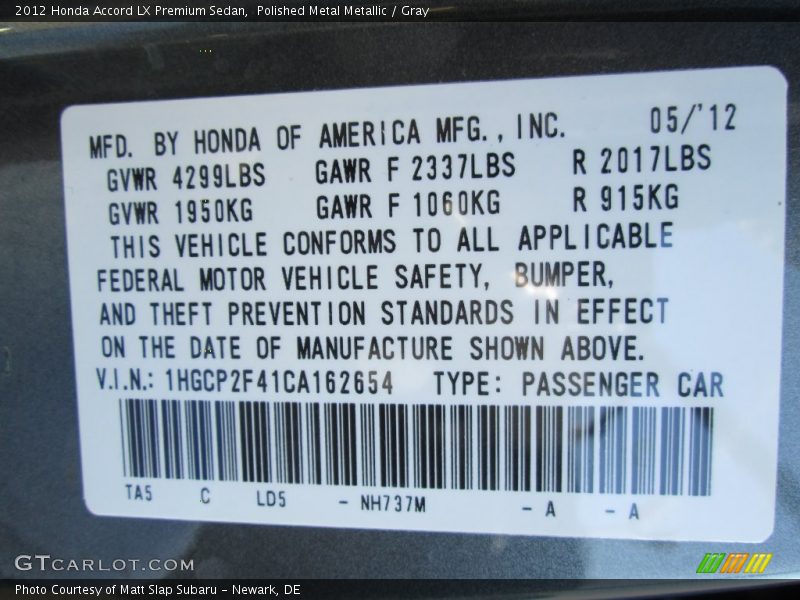 2012 Honda Accord LX Premium Sedan, Polished Metal Metallic / Gray
MFD. BY HONDA OF AMERICA MFG., INC. 05/'12
GVWR 4299LBS GAWR F 2337LBS R 2017LBS
GVWR 1950KG GAWR F 1060KG R 915KG
THIS VEHICLE CONFORMS TO ALL APPLICABLE
FEDERAL MOTOR VEHICLE SAFETY, BUMPER,
AND THEFT PREVENTION STANDARDS IN EFFECT
ON THE DATE OF MANUFACTURE SHOWN ABOVE.
V.I.N.: 1HGCP2F41CA162654 TYPE: PASSENGER CAR
TA5 C LD5 - NH737M - A - A
GTCARLOT.COM
Photo Courtesy of Matt Slap Subaru - Newark, DE